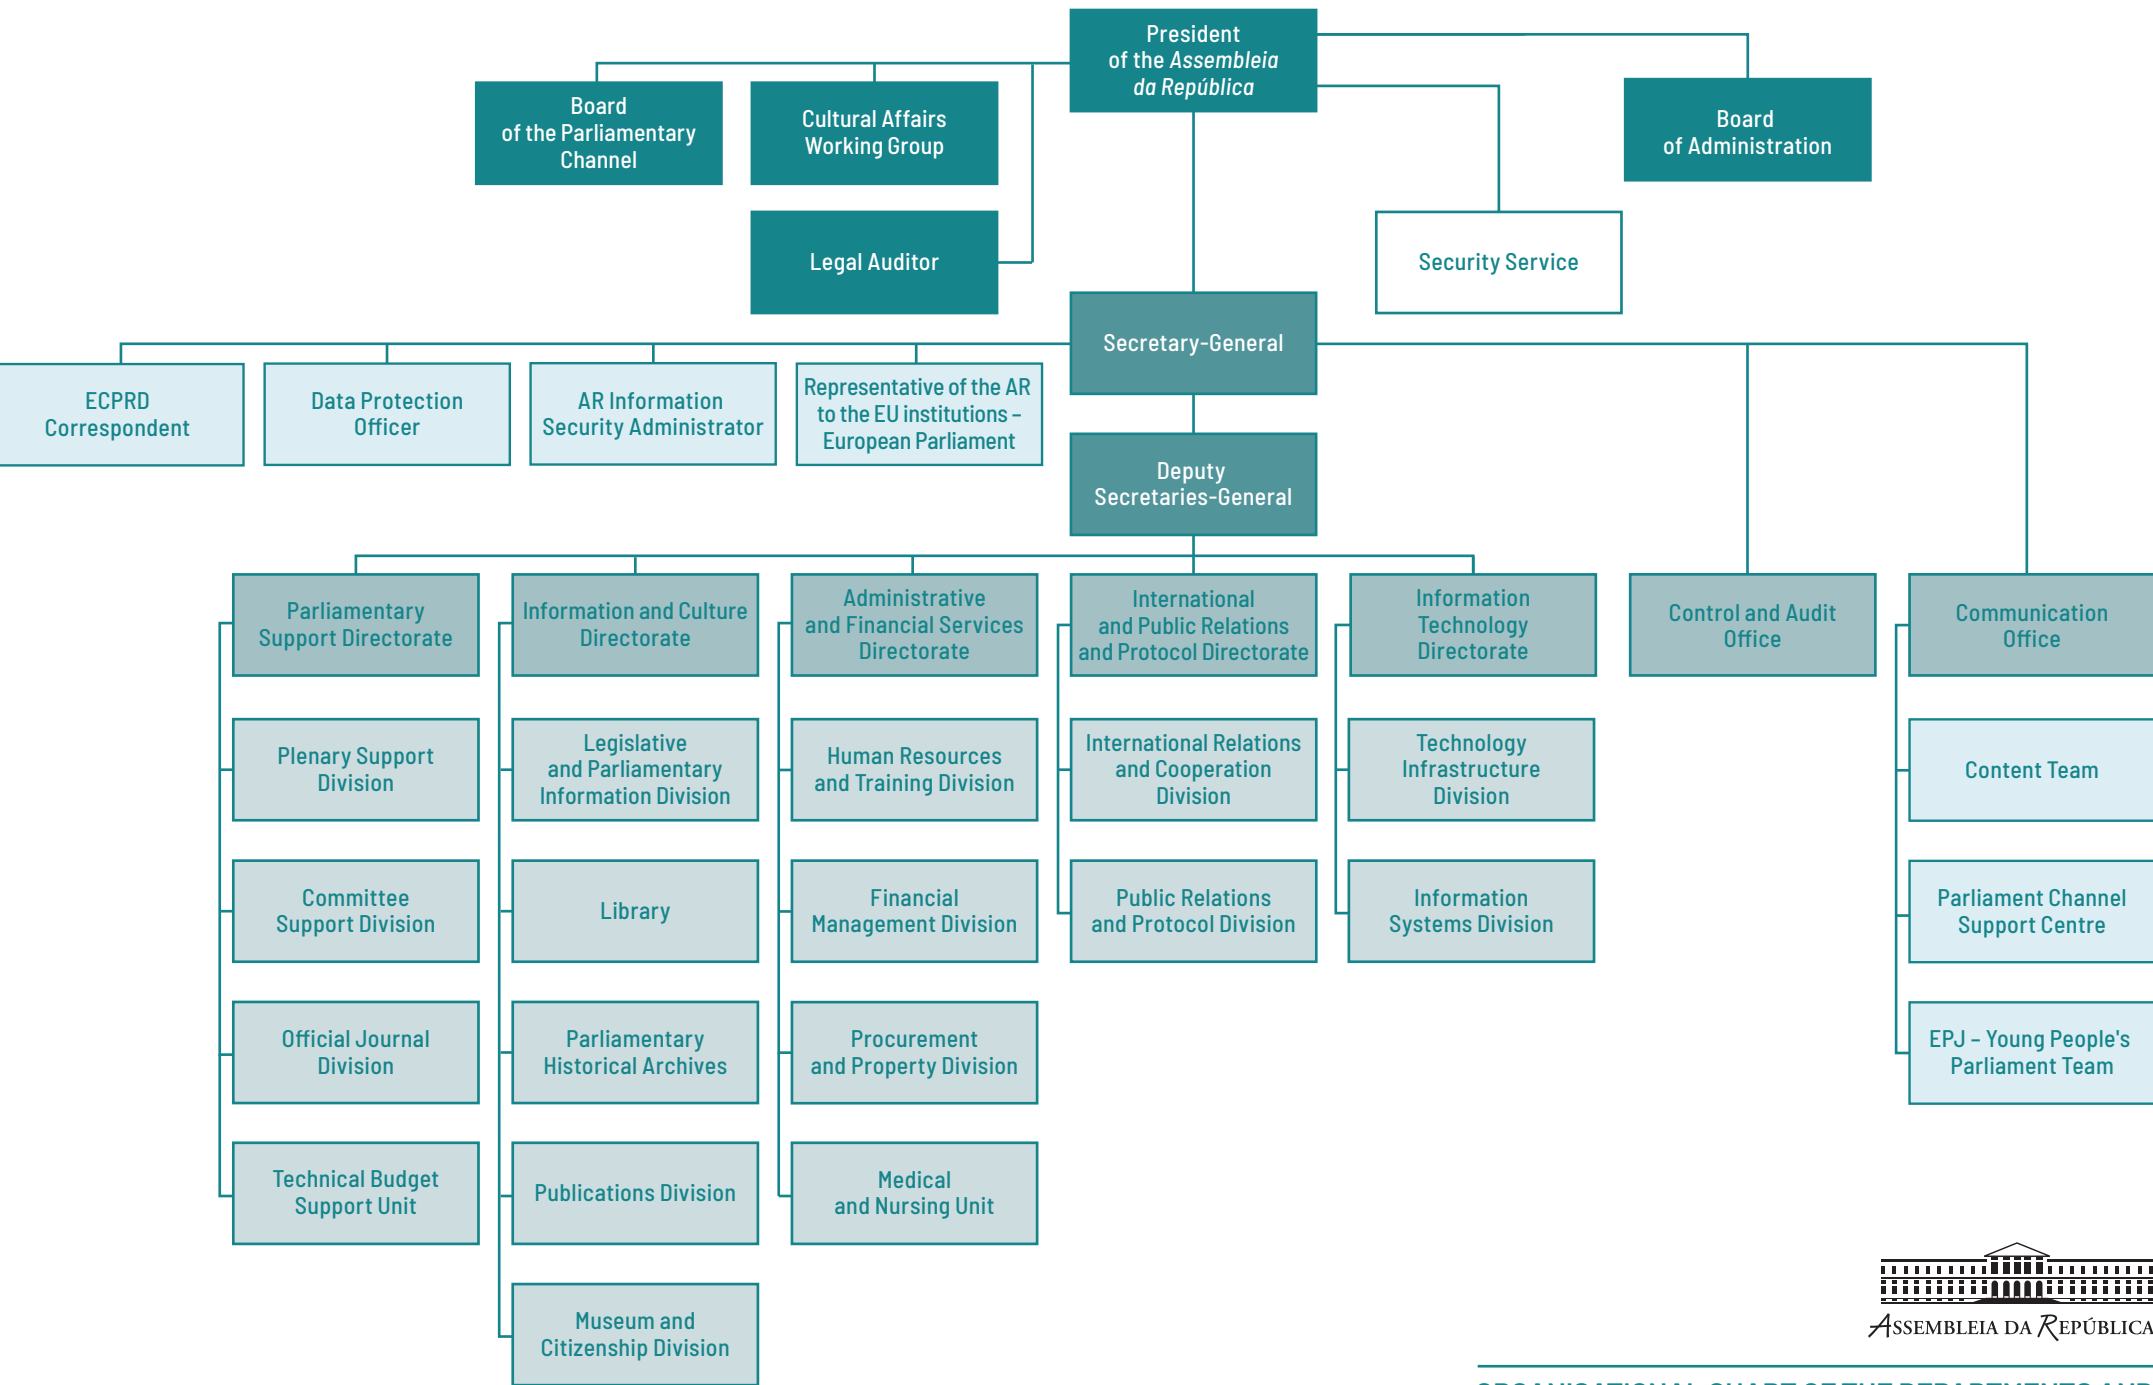 President
of the Assembleia
da República
Board
of the Parliamentary
Channel
Cultural Affairs
Working Group
Board
of Administration
Legal Auditor
Security Service
Secretary-General
ECPRD
Correspondent
Data Protection
Officer
AR Information
Security Administrator
Representative of the AR
to the EU institutions –
European Parliament
Deputy
Secretaries-General
Parliamentary
Support Directorate
Information and Culture
Directorate
Administrative
and Financial Services
Directorate
International
and Public Relations
and Protocol Directorate
Information
Technology
Directorate
Control and Audit
Office
Communication
Office
Plenary Support
Division
Legislative
and Parliamentary
Information Division
Human Resources
and Training Division
International Relations
and Cooperation
Division
Technology
Infrastructure
Division
Content Team
Committee
Support Division
Library
Financial
Management Division
Public Relations
and Protocol Division
Information
Systems Division
Parliament Channel
Support Centre
Official Journal
Division
Parliamentary
Historical Archives
Procurement
and Property Division
EPJ – Young People's
Parliament Team
Technical Budget
Support Unit
Publications Division
Medical
and Nursing Unit
Museum and
Citizenship Division
ASSEMBLEIA DA REPÚBLICA
ORGANISATIONAL CHART OF THE DEPARTMENTS AND